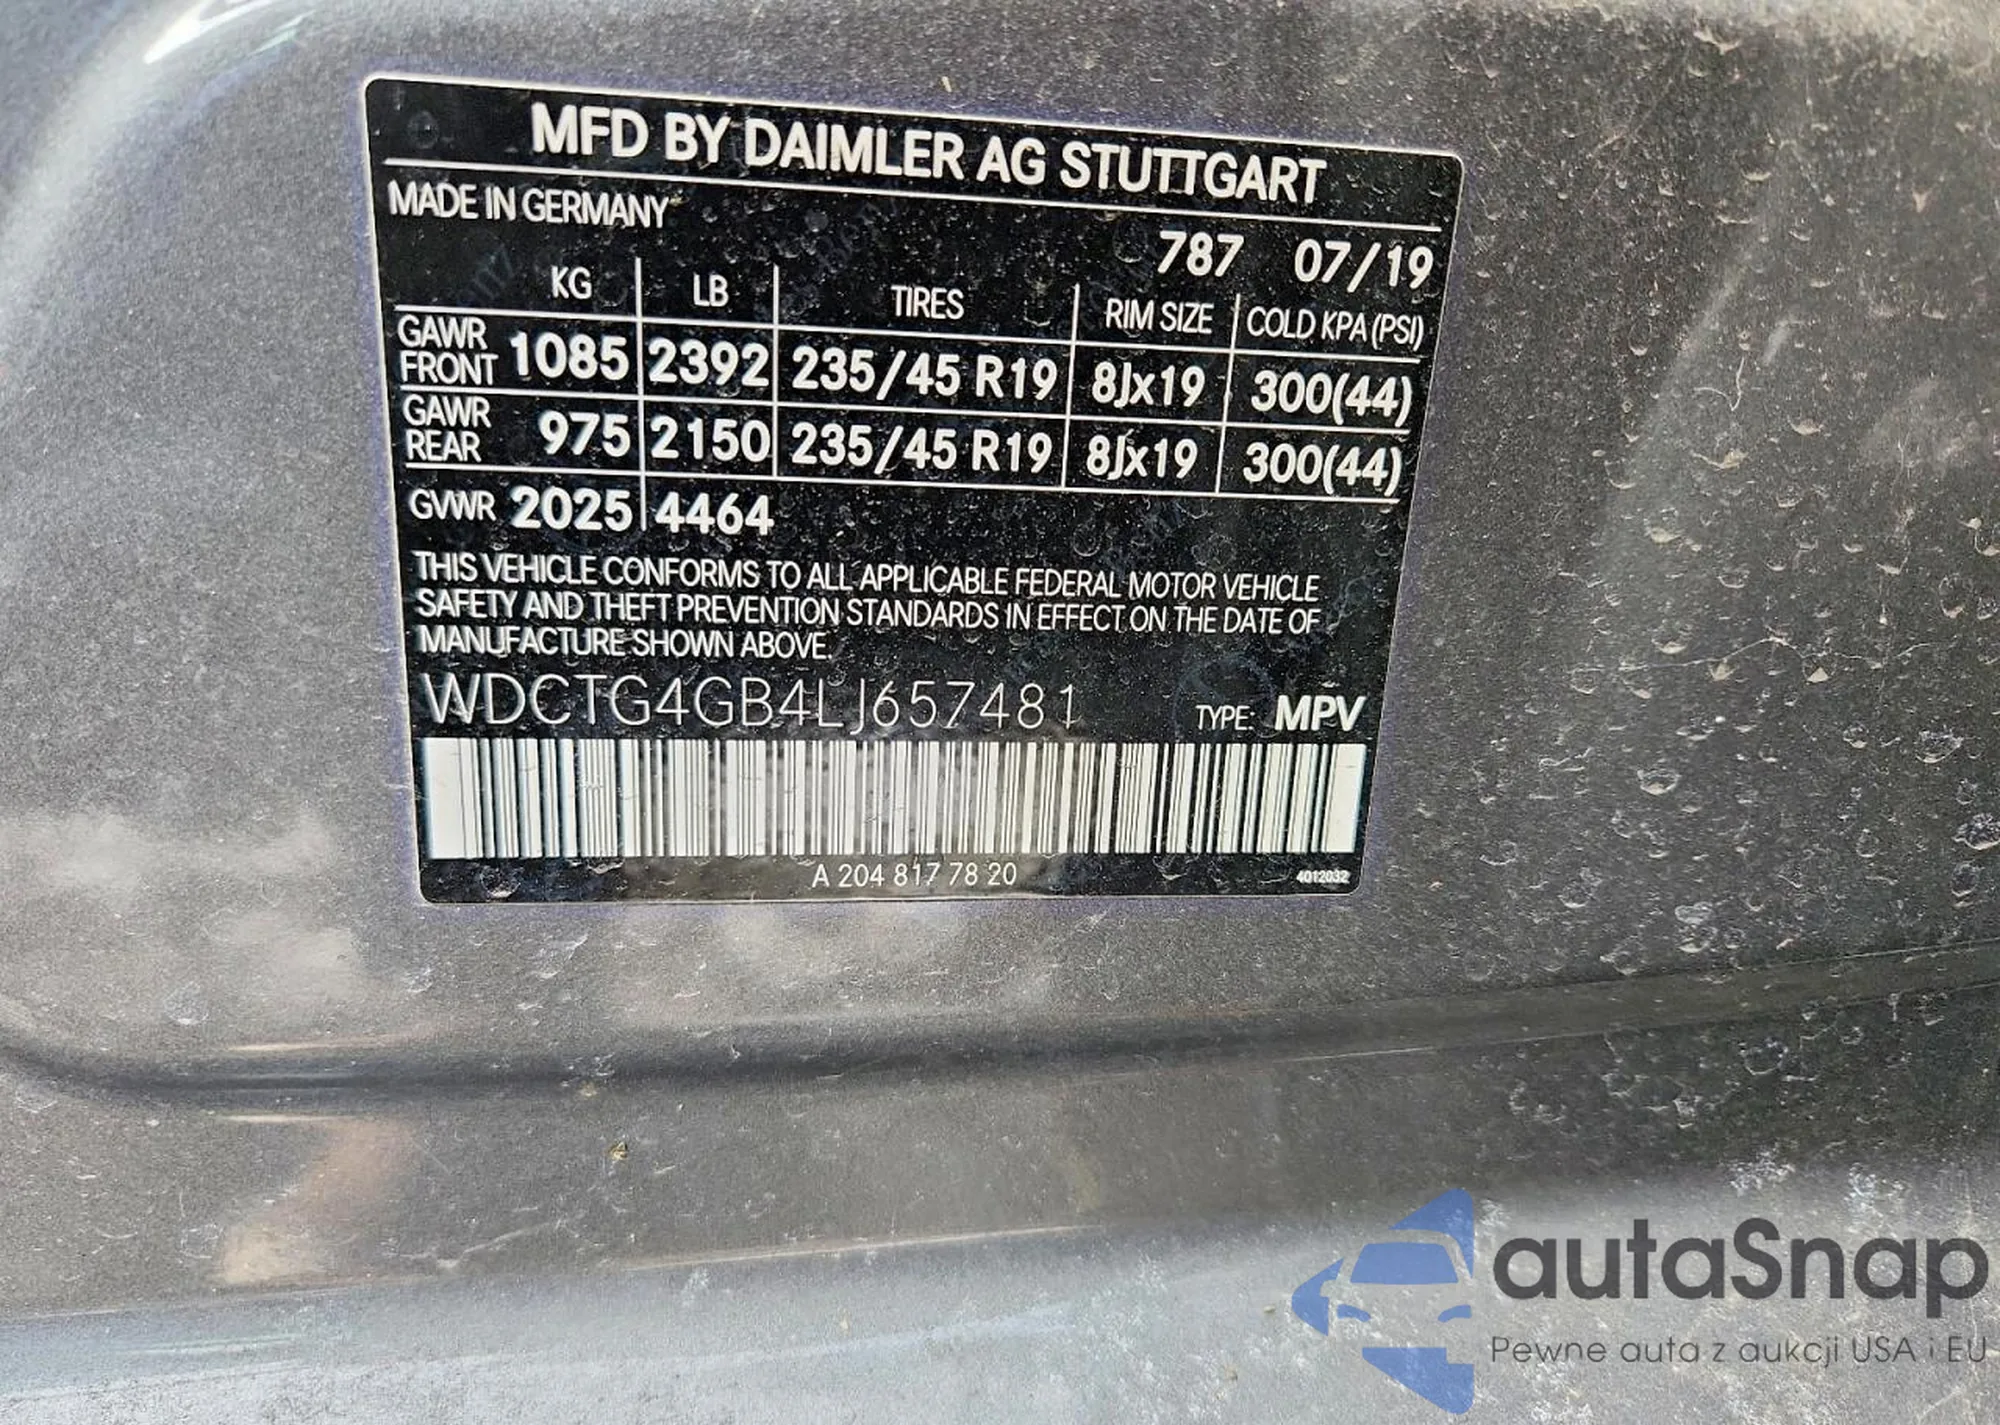 MFD BY DAIMLER AG STUTTGART
MADE IN GERMANY
787 07/19
KG LB TIRES RIM SIZE COLD KPA (PSI)
GAWR FRONT 1085 2392 235/45 R19 8Jx19 300(44)
GAWR REAR 975 2150 235/45 R19 8Jx19 300(44)
GVWR 2025 4464
THIS VEHICLE CONFORMS TO ALL APPLICABLE FEDERAL MOTOR VEHICLE
SAFETY AND THEFT PREVENTION STANDARDS IN EFFECT ON THE DATE OF
MANUFACTURE SHOWN ABOVE.
WDCTG4GB4LJ657481 TYPE: MPV
A 204 817 78 20 4012032
autaSnap
Pewne auta z aukcji USA i EU